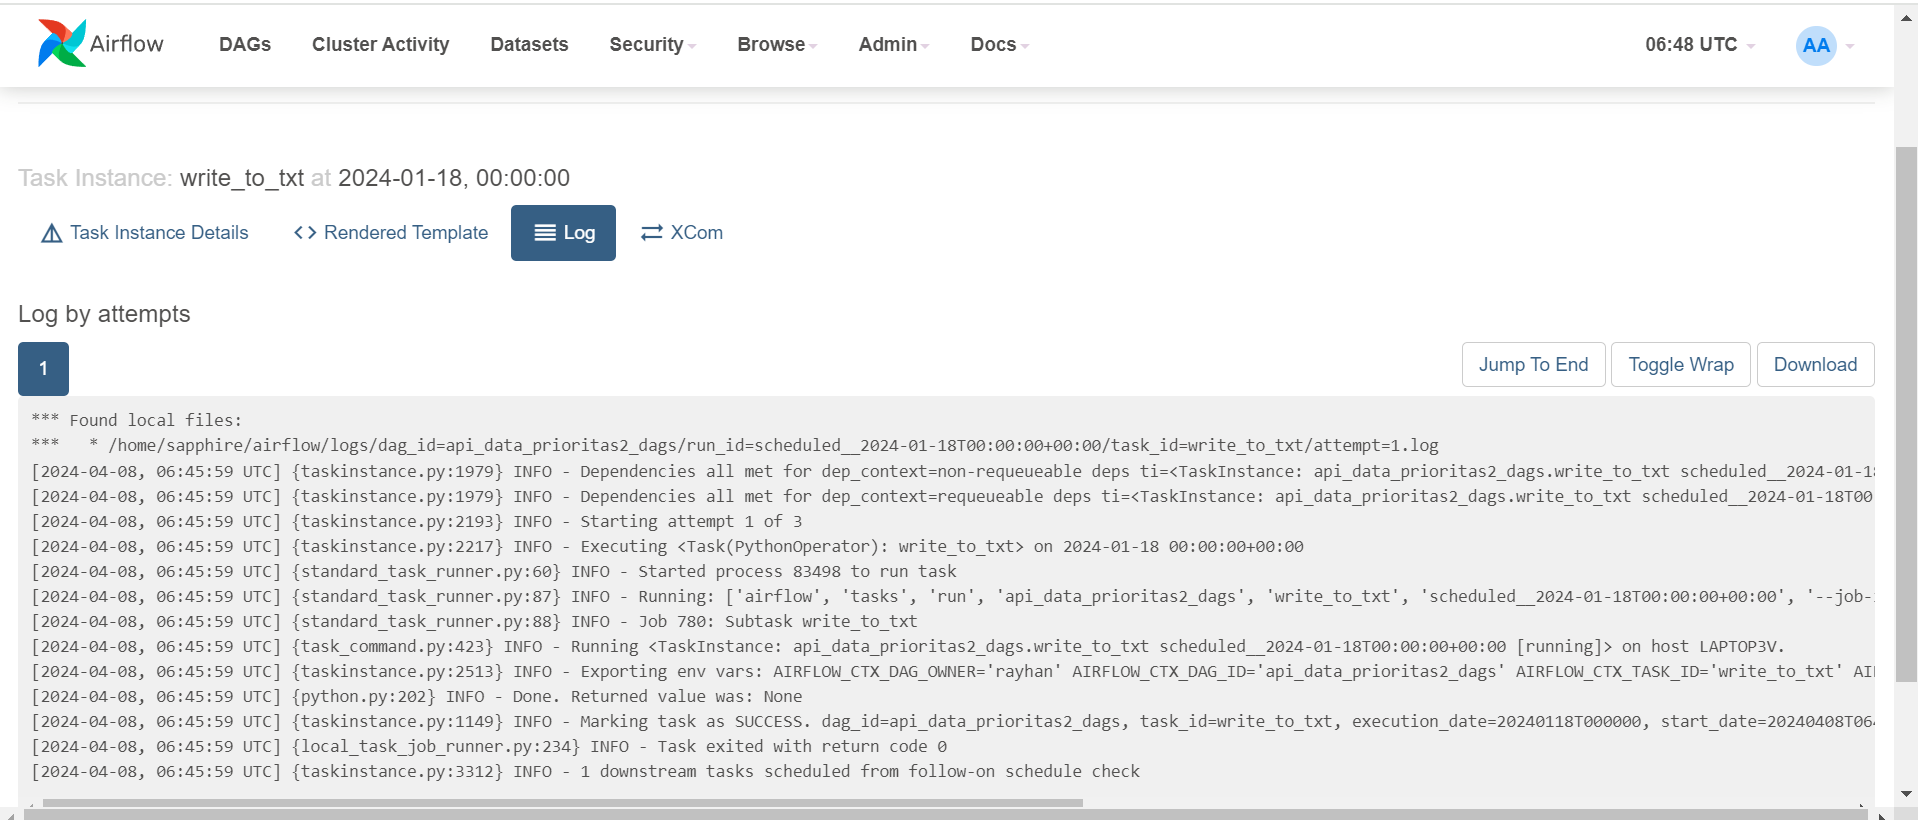 Airflow DAGs Cluster Activity Datasets Security Browse Admin Docs 06:48 UTC AA
Task Instance: write_to_txt at 2024-01-18, 00:00:00
Task Instance Details Rendered Template Log XCom
Log by attempts
1 Jump To End Toggle Wrap Download
*** Found local files:
***   * /home/sapphire/airflow/logs/dag_id=api_data_prioritas2_dags/run_id=scheduled__2024-01-18T00:00:00+00:00/task_id=write_to_txt/attempt=1.log
[2024-04-08, 06:45:59 UTC] {taskinstance.py:1979} INFO - Dependencies all met for dep_context=non-requeueable deps ti=<TaskInstance: api_data_prioritas2_dags.write_to_txt scheduled__2024-01-18
[2024-04-08, 06:45:59 UTC] {taskinstance.py:1979} INFO - Dependencies all met for dep_context=requeueable deps ti=<TaskInstance: api_data_prioritas2_dags.write_to_txt scheduled__2024-01-18T00
[2024-04-08, 06:45:59 UTC] {taskinstance.py:2193} INFO - Starting attempt 1 of 3
[2024-04-08, 06:45:59 UTC] {taskinstance.py:2217} INFO - Executing <Task(PythonOperator): write_to_txt> on 2024-01-18 00:00:00+00:00
[2024-04-08, 06:45:59 UTC] {standard_task_runner.py:60} INFO - Started process 83498 to run task
[2024-04-08, 06:45:59 UTC] {standard_task_runner.py:87} INFO - Running: ['airflow', 'tasks', 'run', 'api_data_prioritas2_dags', 'write_to_txt', 'scheduled__2024-01-18T00:00:00+00:00', '--job-
[2024-04-08, 06:45:59 UTC] {standard_task_runner.py:88} INFO - Job 780: Subtask write_to_txt
[2024-04-08, 06:45:59 UTC] {task_command.py:423} INFO - Running <TaskInstance: api_data_prioritas2_dags.write_to_txt scheduled__2024-01-18T00:00:00+00:00 [running]> on host LAPTOP3V.
[2024-04-08, 06:45:59 UTC] {taskinstance.py:2513} INFO - Exporting env vars: AIRFLOW_CTX_DAG_OWNER='rayhan' AIRFLOW_CTX_DAG_ID='api_data_prioritas2_dags' AIRFLOW_CTX_TASK_ID='write_to_txt' AI
[2024-04-08, 06:45:59 UTC] {python.py:202} INFO - Done. Returned value was: None
[2024-04-08, 06:45:59 UTC] {taskinstance.py:1149} INFO - Marking task as SUCCESS. dag_id=api_data_prioritas2_dags, task_id=write_to_txt, execution_date=20240118T000000, start_date=20240408T064
[2024-04-08, 06:45:59 UTC] {local_task_job_runner.py:234} INFO - Task exited with return code 0
[2024-04-08, 06:45:59 UTC] {taskinstance.py:3312} INFO - 1 downstream tasks scheduled from follow-on schedule check